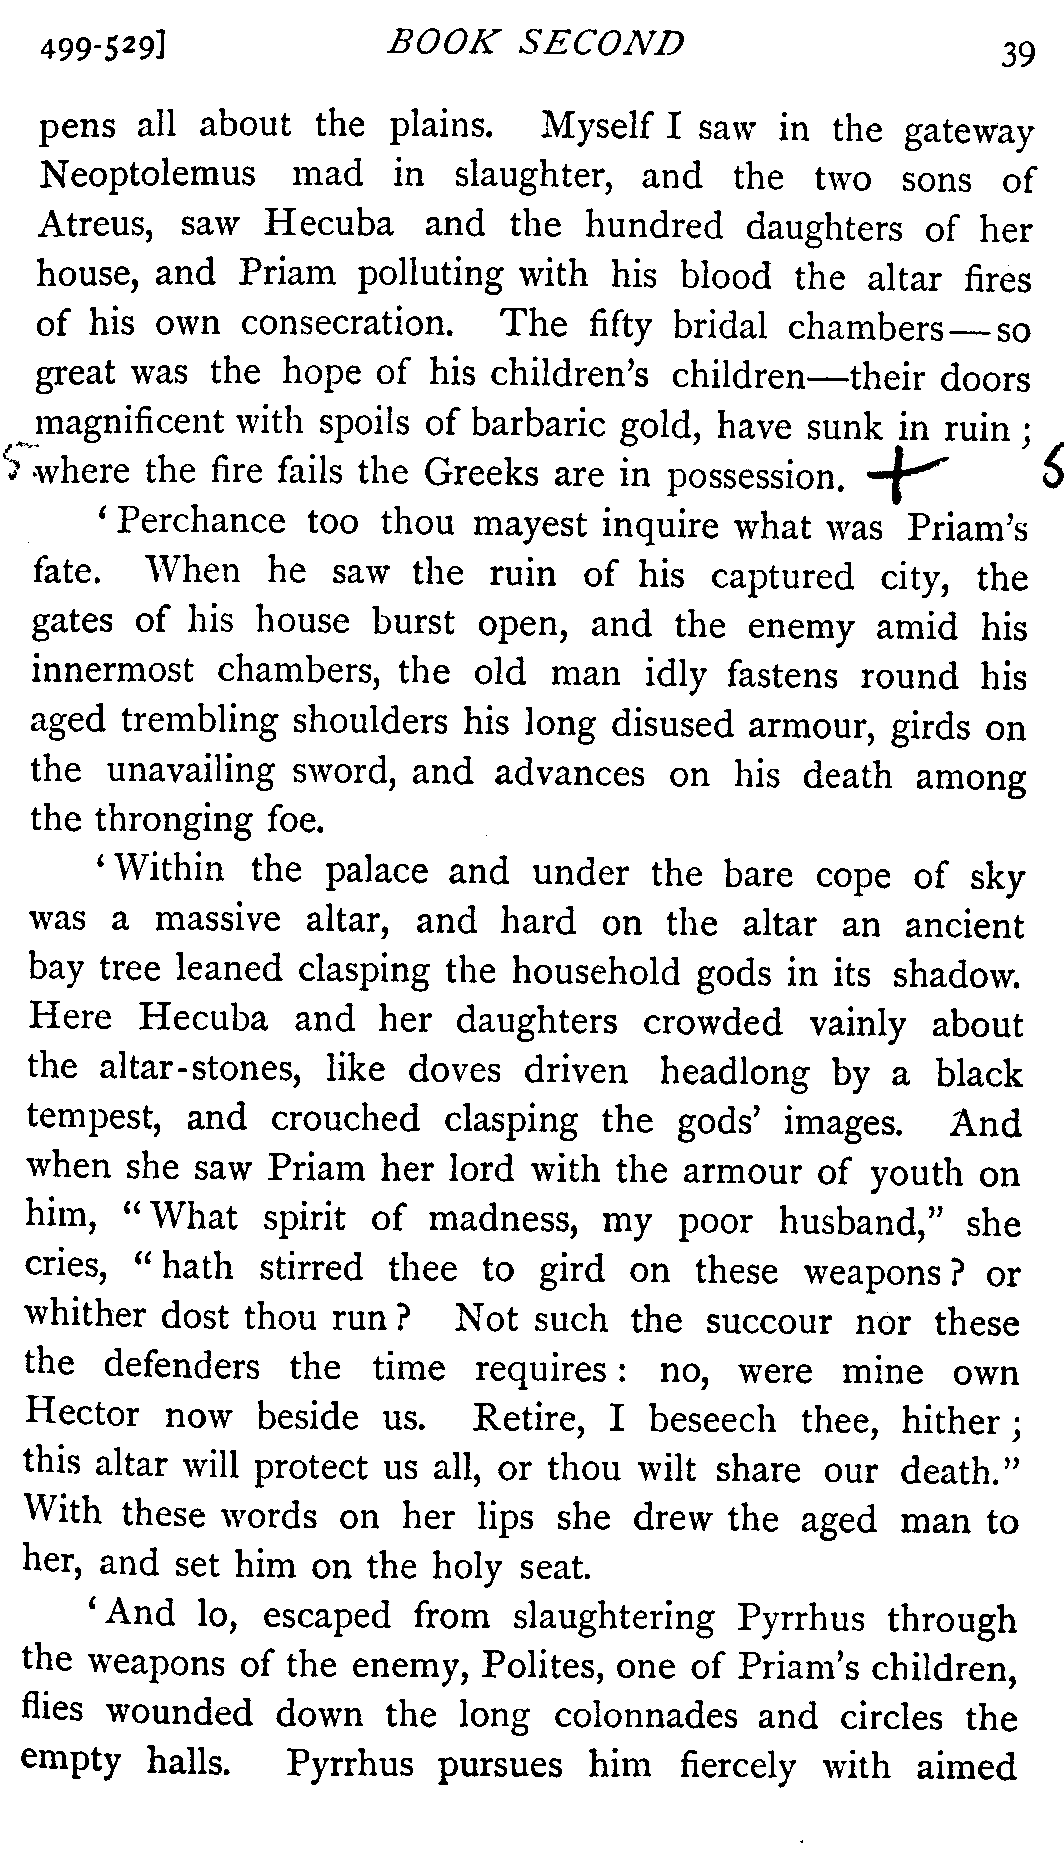 499-529] BOOK SECOND 39
pens all about the plains. Myself I saw in the gateway
Neoptolemus mad in slaughter, and the two sons of
Atreus, saw Hecuba and the hundred daughters of her
house, and Priam polluting with his blood the altar fires
of his own consecration. The fifty bridal chambers—so
great was the hope of his children's children—their doors
magnificent with spoils of barbaric gold, have sunk in ruin ;
where the fire fails the Greeks are in possession. +
‘ Perchance too thou mayest inquire what was Priam's
fate. When he saw the ruin of his captured city, the
gates of his house burst open, and the enemy amid his
innermost chambers, the old man idly fastens round his
aged trembling shoulders his long disused armour, girds on
the unavailing sword, and advances on his death among
the thronging foe.
‘ Within the palace and under the bare cope of sky
was a massive altar, and hard on the altar an ancient
bay tree leaned clasping the household gods in its shadow.
Here Hecuba and her daughters crowded vainly about
the altar-stones, like doves driven headlong by a black
tempest, and crouched clasping the gods’ images. And
when she saw Priam her lord with the armour of youth on
him, “ What spirit of madness, my poor husband,” she
cries, “ hath stirred thee to gird on these weapons ? or
whither dost thou run ? Not such the succour nor these
the defenders the time requires : no, were mine own
Hector now beside us. Retire, I beseech thee, hither ;
this altar will protect us all, or thou wilt share our death.”
With these words on her lips she drew the aged man to
her, and set him on the holy seat.
‘ And lo, escaped from slaughtering Pyrrhus through
the weapons of the enemy, Polites, one of Priam's children,
flies wounded down the long colonnades and circles the
empty halls. Pyrrhus pursues him fiercely with aimed